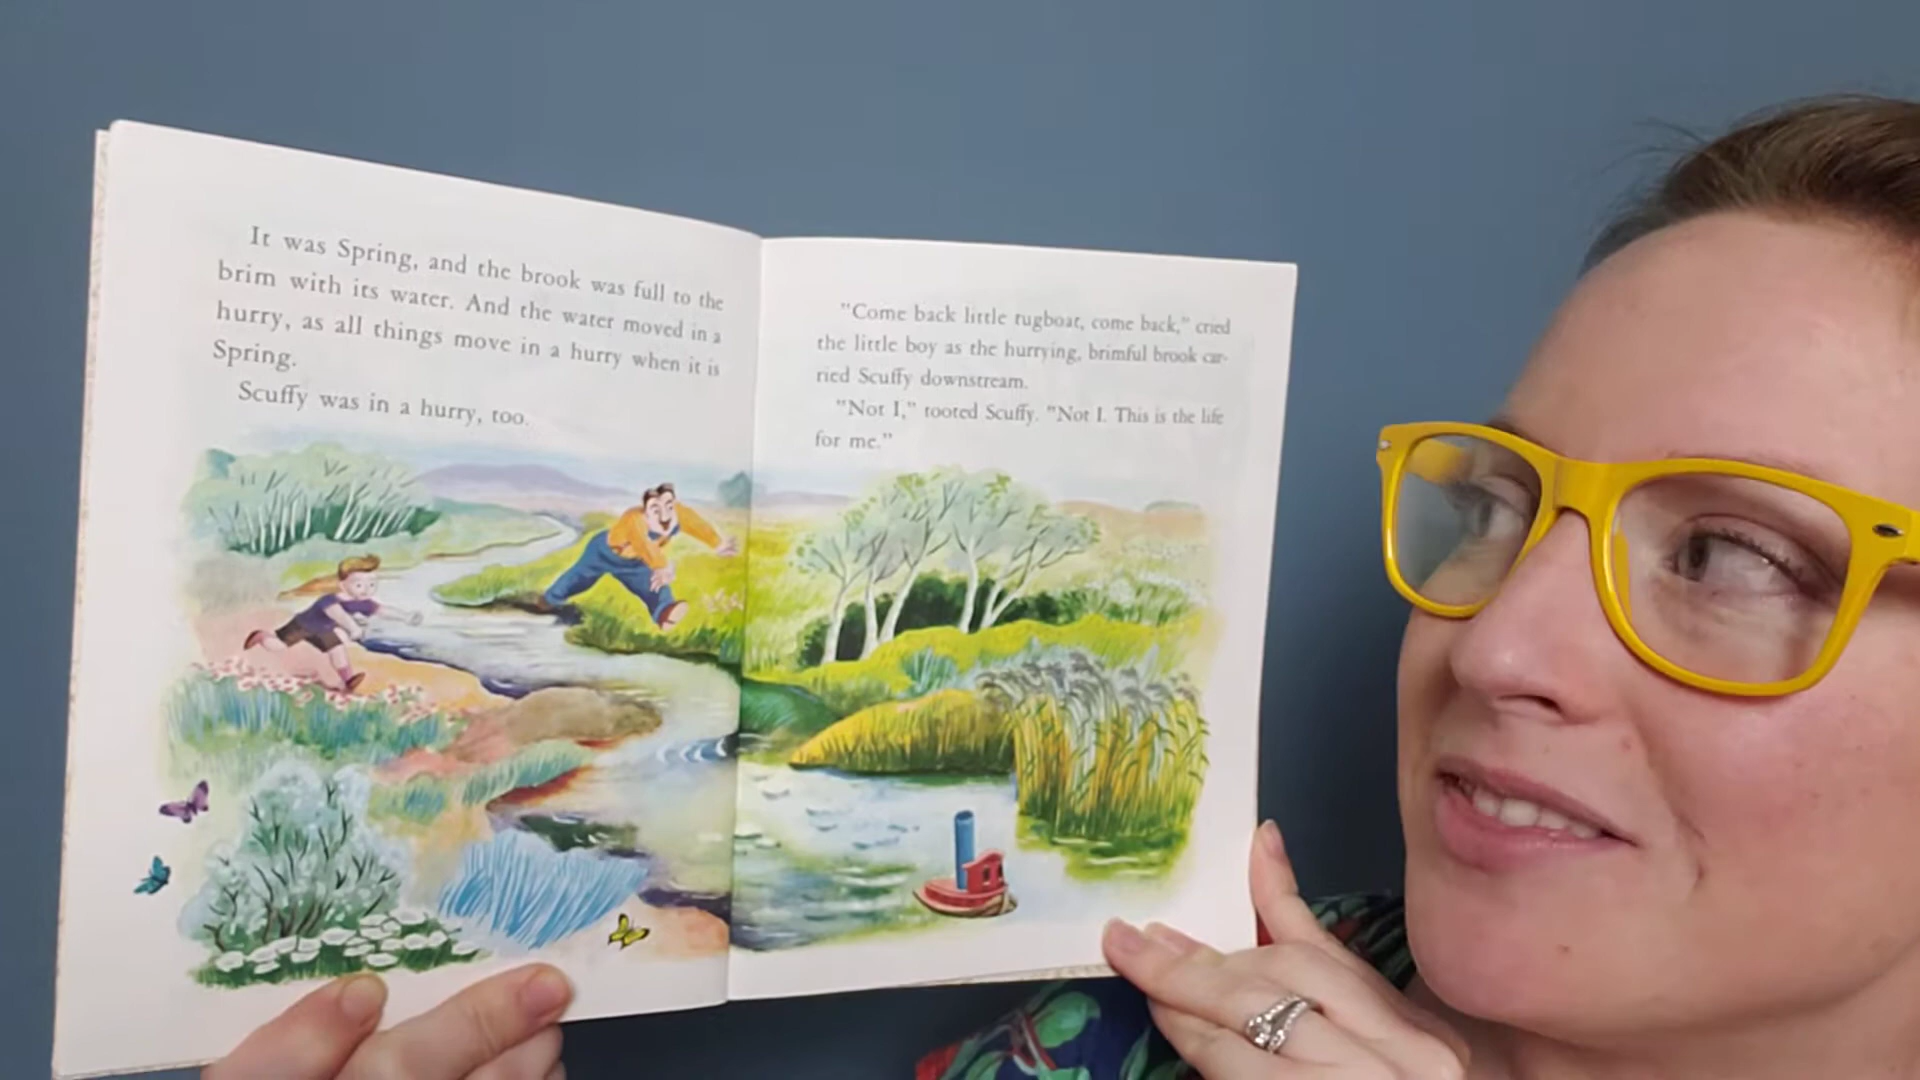 It was Spring, and the brook was full to the
brim with its water. And the water moved in a
hurry, as all things move in a hurry when it is
Spring.
Scuffy was in a hurry, too.
"Come back little tugboat, come back," cried
the little boy as the hurrying, brimful brook car-
ried Scuffy downstream.
"Not I," tooted Scuffy. "Not I. This is the life
for me."